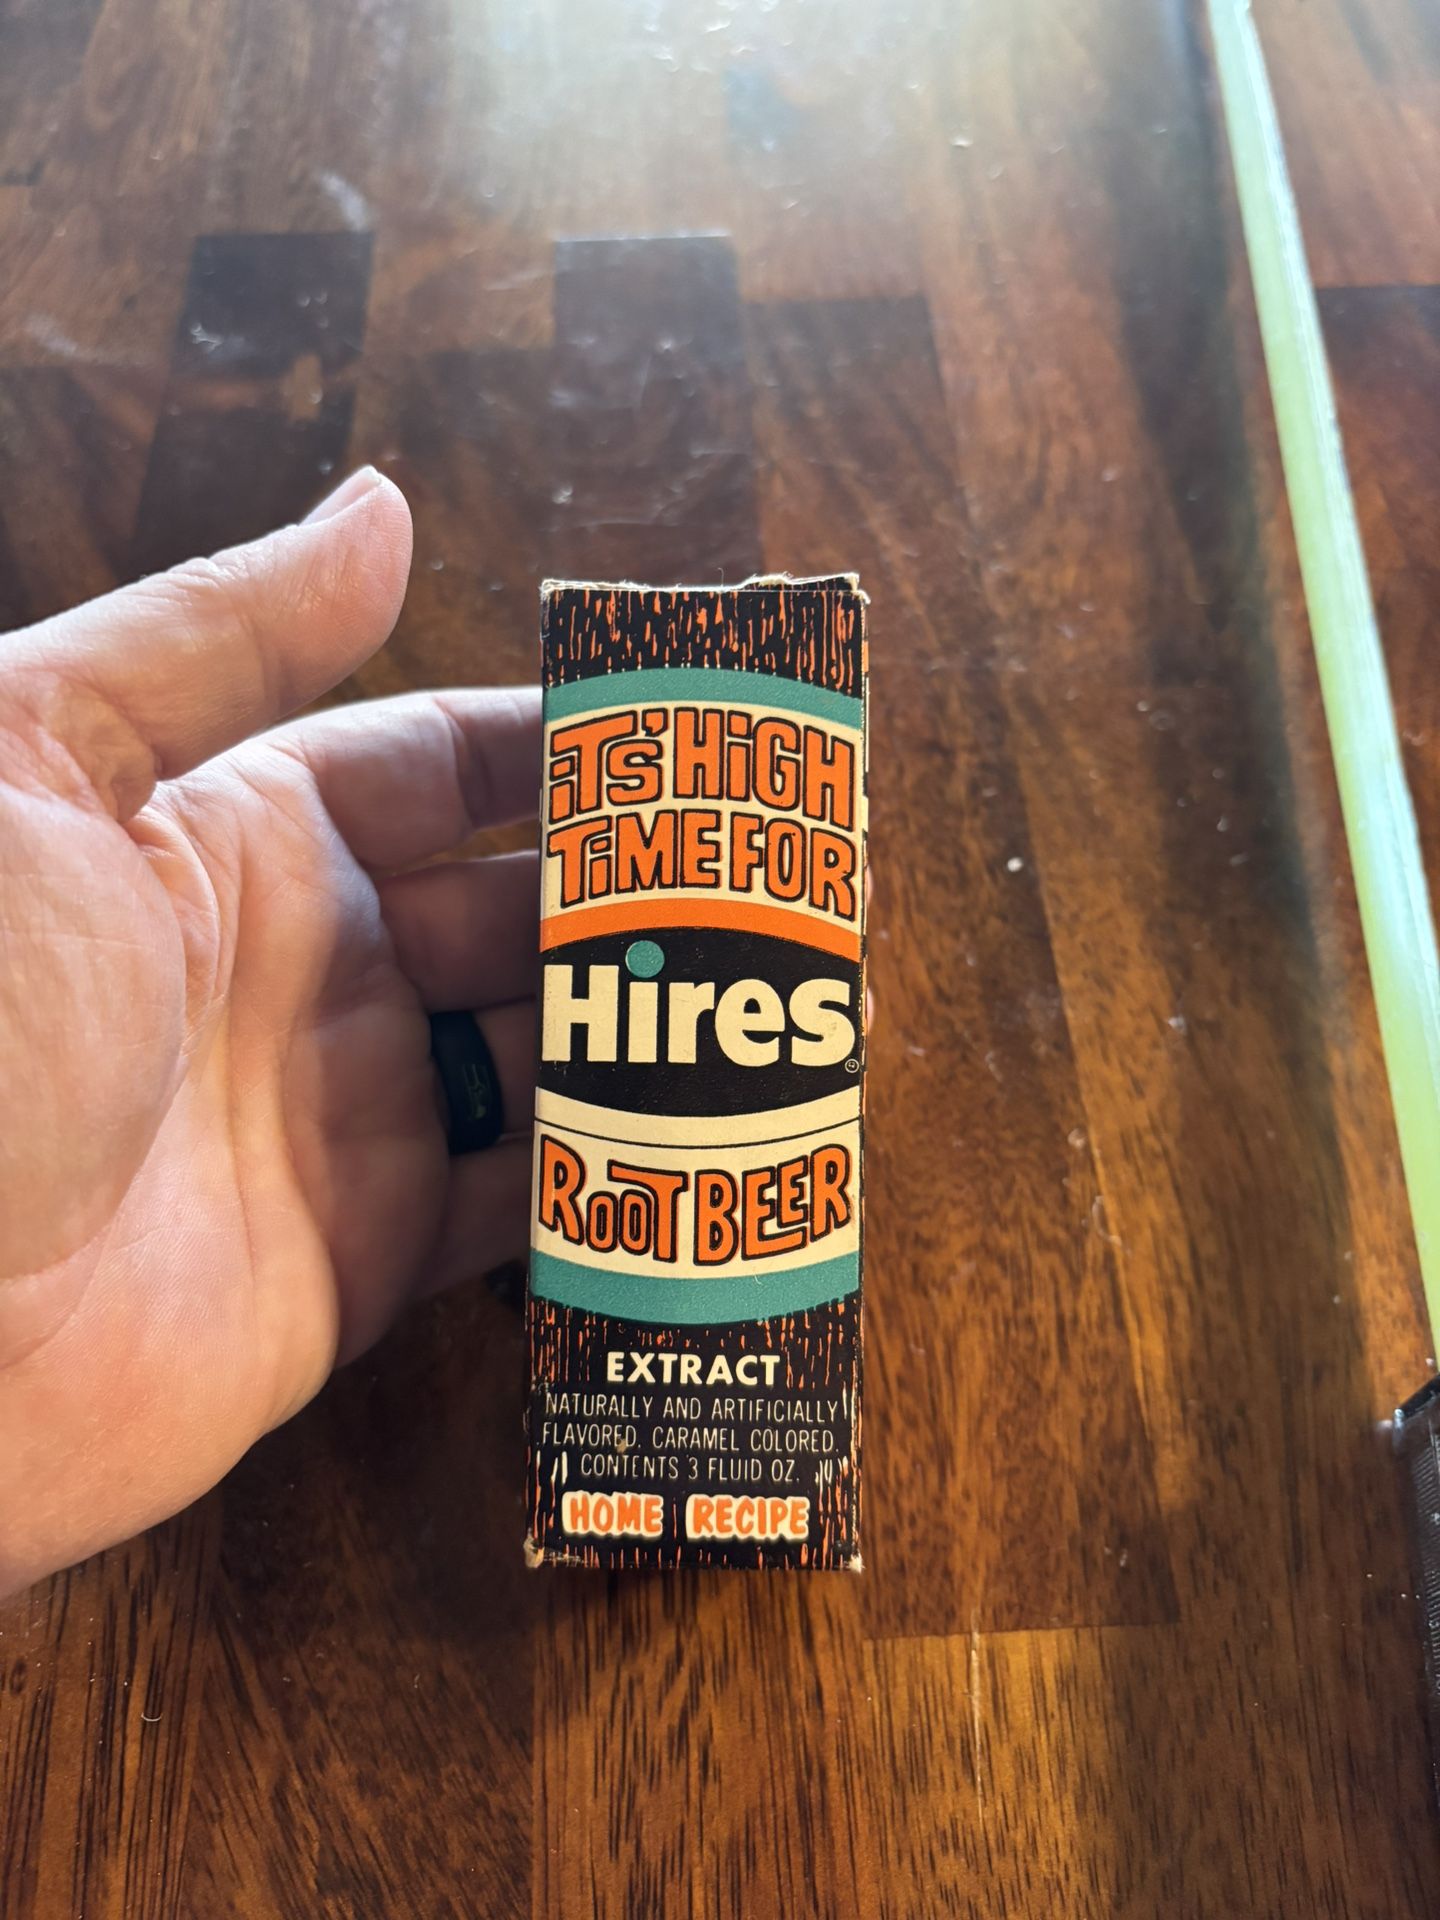 iTS' HiGH
TiME FOR
Hires®
ROOT BEER
EXTRACT
NATURALLY AND ARTIFICIALLY
FLAVORED. CARAMEL COLORED.
CONTENTS 3 FLUID OZ.
HOME RECIPE